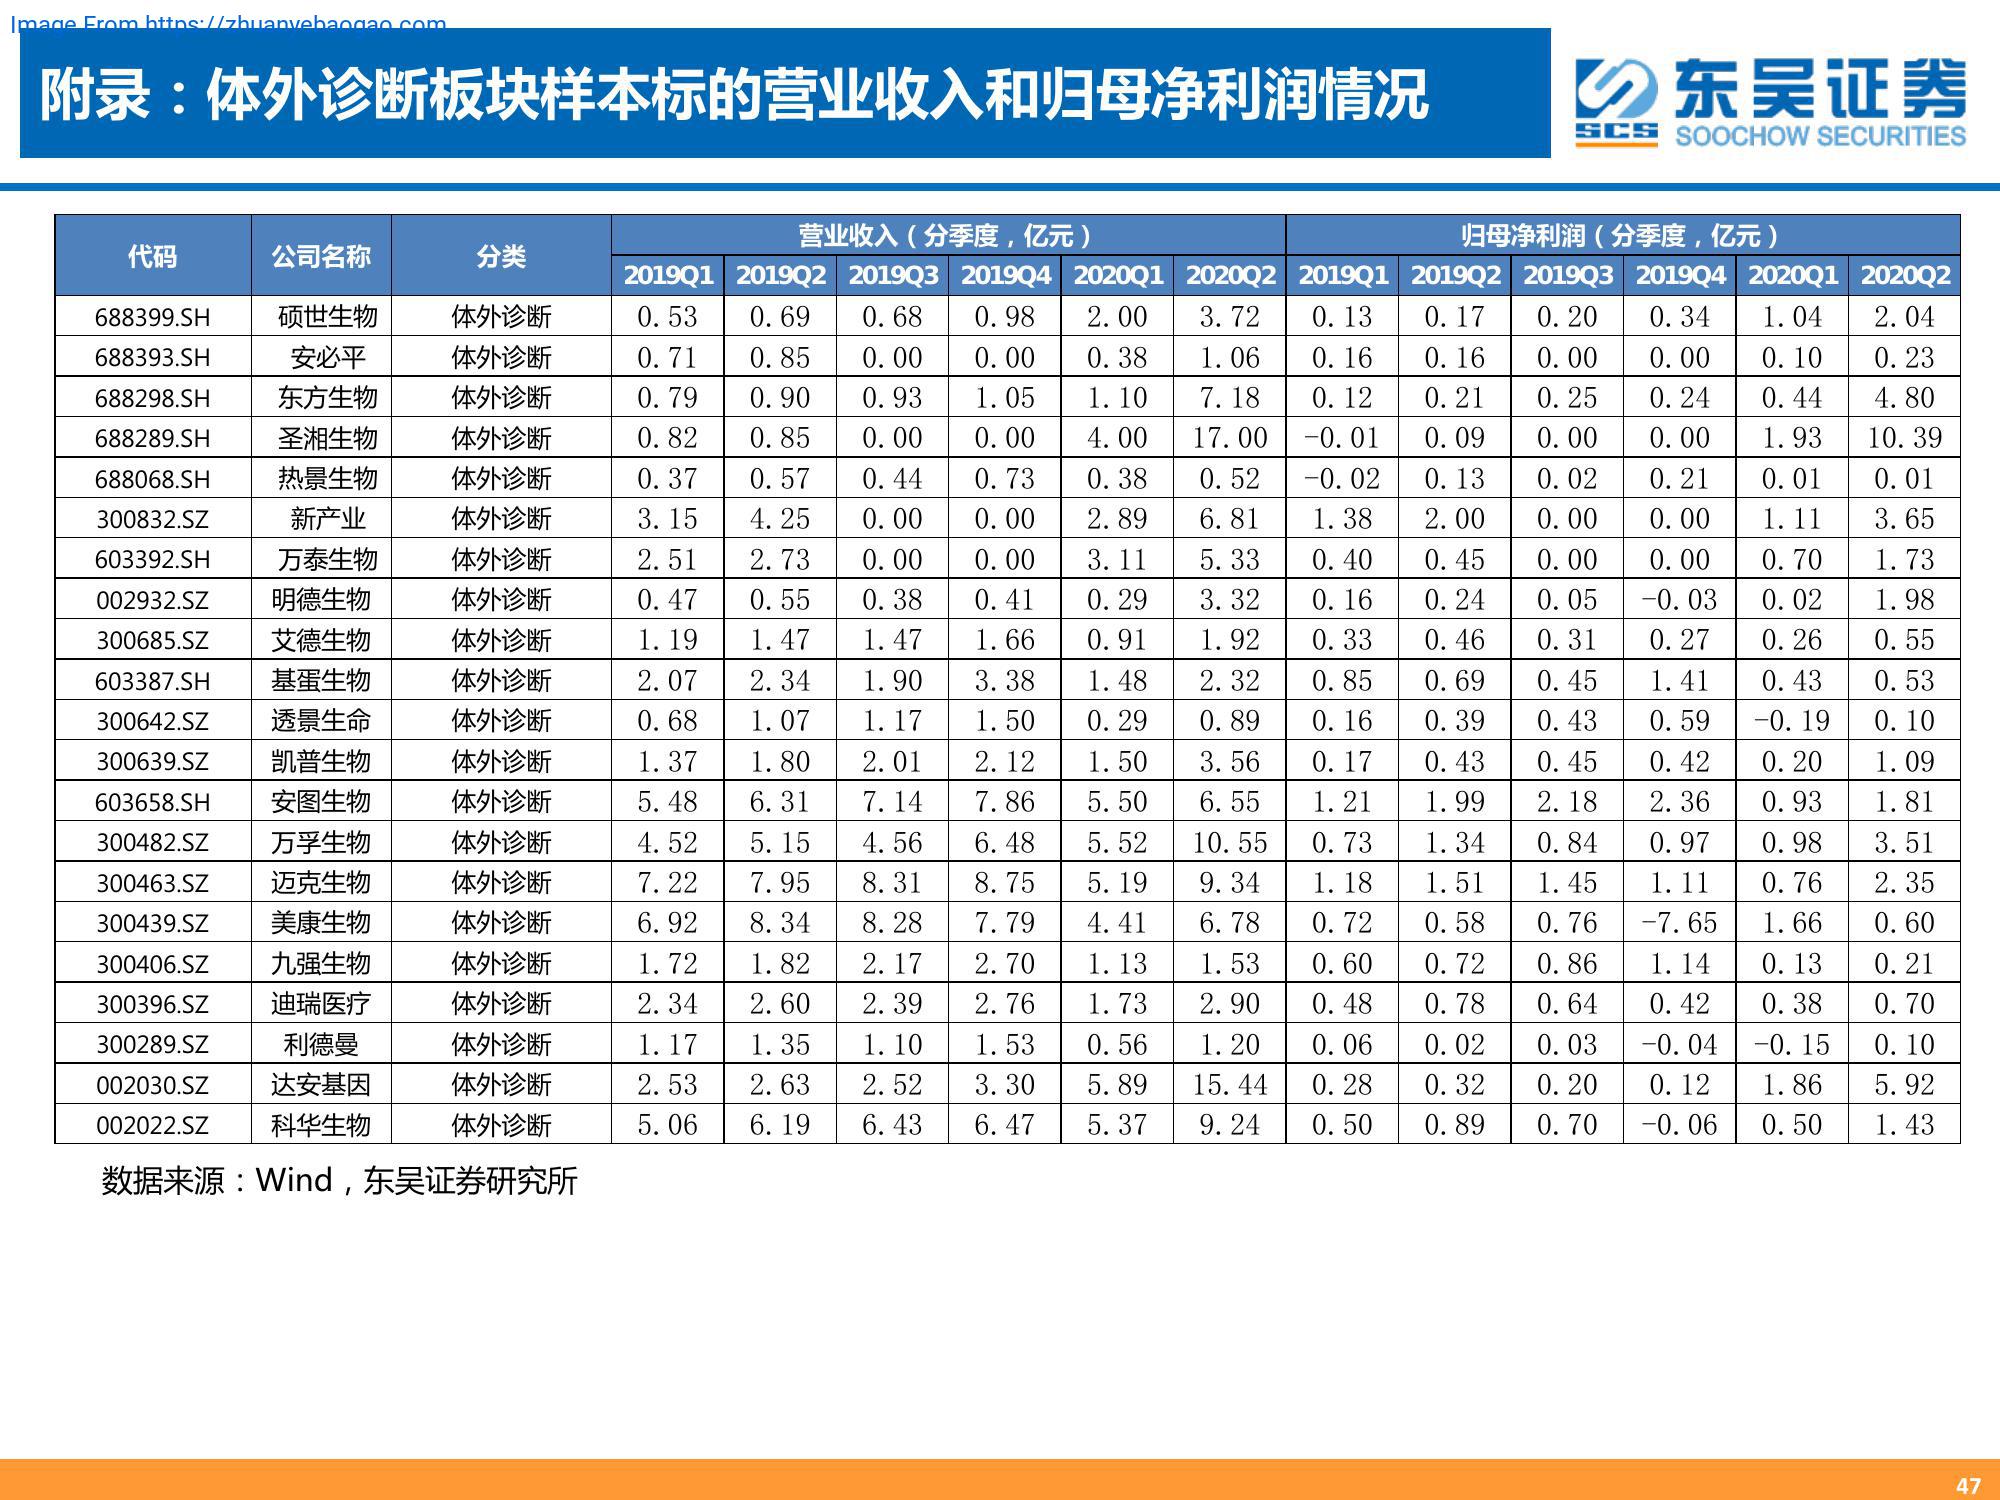 Image From https://zhuanyebaogao.com
附录：体外诊断板块样本标的营业收入和归母净利润情况
SCS 东吴证券
SOOCHOW SECURITIES
代码 公司名称 分类 营业收入（分季度，亿元） 归母净利润（分季度，亿元）
2019Q1 2019Q2 2019Q3 2019Q4 2020Q1 2020Q2 2019Q1 2019Q2 2019Q3 2019Q4 2020Q1 2020Q2
688399.SH 硕世生物 体外诊断 0.53 0.69 0.68 0.98 2.00 3.72 0.13 0.17 0.20 0.34 1.04 2.04
688393.SH 安必平 体外诊断 0.71 0.85 0.00 0.00 0.38 1.06 0.16 0.16 0.00 0.00 0.10 0.23
688298.SH 东方生物 体外诊断 0.79 0.90 0.93 1.05 1.10 7.18 0.12 0.21 0.25 0.24 0.44 4.80
688289.SH 圣湘生物 体外诊断 0.82 0.85 0.00 0.00 4.00 17.00 -0.01 0.09 0.00 0.00 1.93 10.39
688068.SH 热景生物 体外诊断 0.37 0.57 0.44 0.73 0.38 0.52 -0.02 0.13 0.02 0.21 0.01 0.01
300832.SZ 新产业 体外诊断 3.15 4.25 0.00 0.00 2.89 6.81 1.38 2.00 0.00 0.00 1.11 3.65
603392.SH 万泰生物 体外诊断 2.51 2.73 0.00 0.00 3.11 5.33 0.40 0.45 0.00 0.00 0.70 1.73
002932.SZ 明德生物 体外诊断 0.47 0.55 0.38 0.41 0.29 3.32 0.16 0.24 0.05 -0.03 0.02 1.98
300685.SZ 艾德生物 体外诊断 1.19 1.47 1.47 1.66 0.91 1.92 0.33 0.46 0.31 0.27 0.26 0.55
603387.SH 基蛋生物 体外诊断 2.07 2.34 1.90 3.38 1.48 2.32 0.85 0.69 0.45 1.41 0.43 0.53
300642.SZ 透景生命 体外诊断 0.68 1.07 1.17 1.50 0.29 0.89 0.16 0.39 0.43 0.59 -0.19 0.10
300639.SZ 凯普生物 体外诊断 1.37 1.80 2.01 2.12 1.50 3.56 0.17 0.43 0.45 0.42 0.20 1.09
603658.SH 安图生物 体外诊断 5.48 6.31 7.14 7.86 5.50 6.55 1.21 1.99 2.18 2.36 0.93 1.81
300482.SZ 万孚生物 体外诊断 4.52 5.15 4.56 6.48 5.52 10.55 0.73 1.34 0.84 0.97 0.98 3.51
300463.SZ 迈克生物 体外诊断 7.22 7.95 8.31 8.75 5.19 9.34 1.18 1.51 1.45 1.11 0.76 2.35
300439.SZ 美康生物 体外诊断 6.92 8.34 8.28 7.79 4.41 6.78 0.72 0.58 0.76 -7.65 1.66 0.60
300406.SZ 九强生物 体外诊断 1.72 1.82 2.17 2.70 1.13 1.53 0.60 0.72 0.86 1.14 0.13 0.21
300396.SZ 迪瑞医疗 体外诊断 2.34 2.60 2.39 2.76 1.73 2.90 0.48 0.78 0.64 0.42 0.38 0.70
300289.SZ 利德曼 体外诊断 1.17 1.35 1.10 1.53 0.56 1.20 0.06 0.02 0.03 -0.04 -0.15 0.10
002030.SZ 达安基因 体外诊断 2.53 2.63 2.52 3.30 5.89 15.44 0.28 0.32 0.20 0.12 1.86 5.92
002022.SZ 科华生物 体外诊断 5.06 6.19 6.43 6.47 5.37 9.24 0.50 0.89 0.70 -0.06 0.50 1.43
数据来源：Wind，东吴证券研究所
47